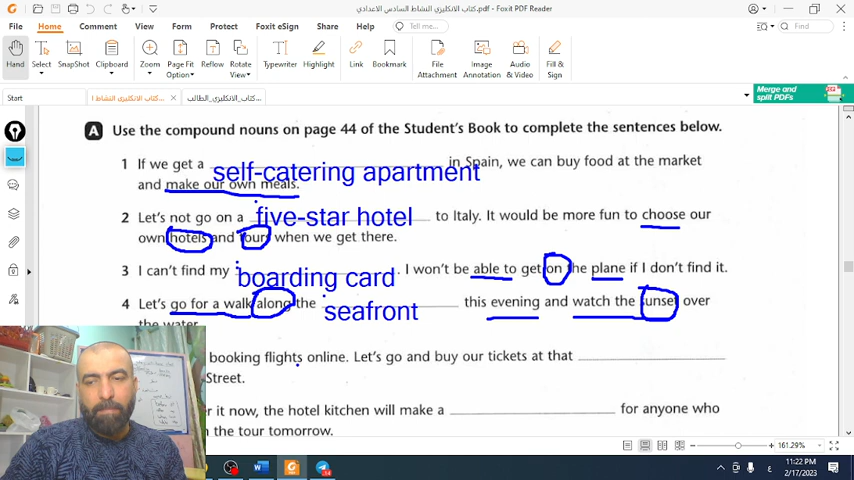 كتاب الانكليزي النشاط السادس الاعدادي.pdf - Foxit PDF Reader
File Home Comment View Form Protect Foxit eSign Share Help Tell me... Find
Hand Select SnapShot Clipboard Zoom Page Fit Option Reflow Rotate View Typewriter Highlight Link Bookmark File Attachment Image Annotation Audio & Video Fill & Sign
Start كتاب الانكليزي النشاط ا... كتاب_الانكليزي_الطالب... Merge and split PDFs
A Use the compound nouns on page 44 of the Student's Book to complete the sentences below.
1 If we get a in Spain, we can buy food at the market
self-catering apartment
and make our own meals.
2 Let's not go on a five-star hotel to Italy. It would be more fun to choose our
own hotels and tours when we get there.
3 I can't find my boarding card. I won't be able to get on the plane if I don't find it.
4 Let's go for a walk along the seafront this evening and watch the sunset over
the water.
booking flights online. Let's go and buy our tickets at that
Street.
r it now, the hotel kitchen will make a for anyone who
the tour tomorrow.
161.29%
11:22 PM
2/17/2023